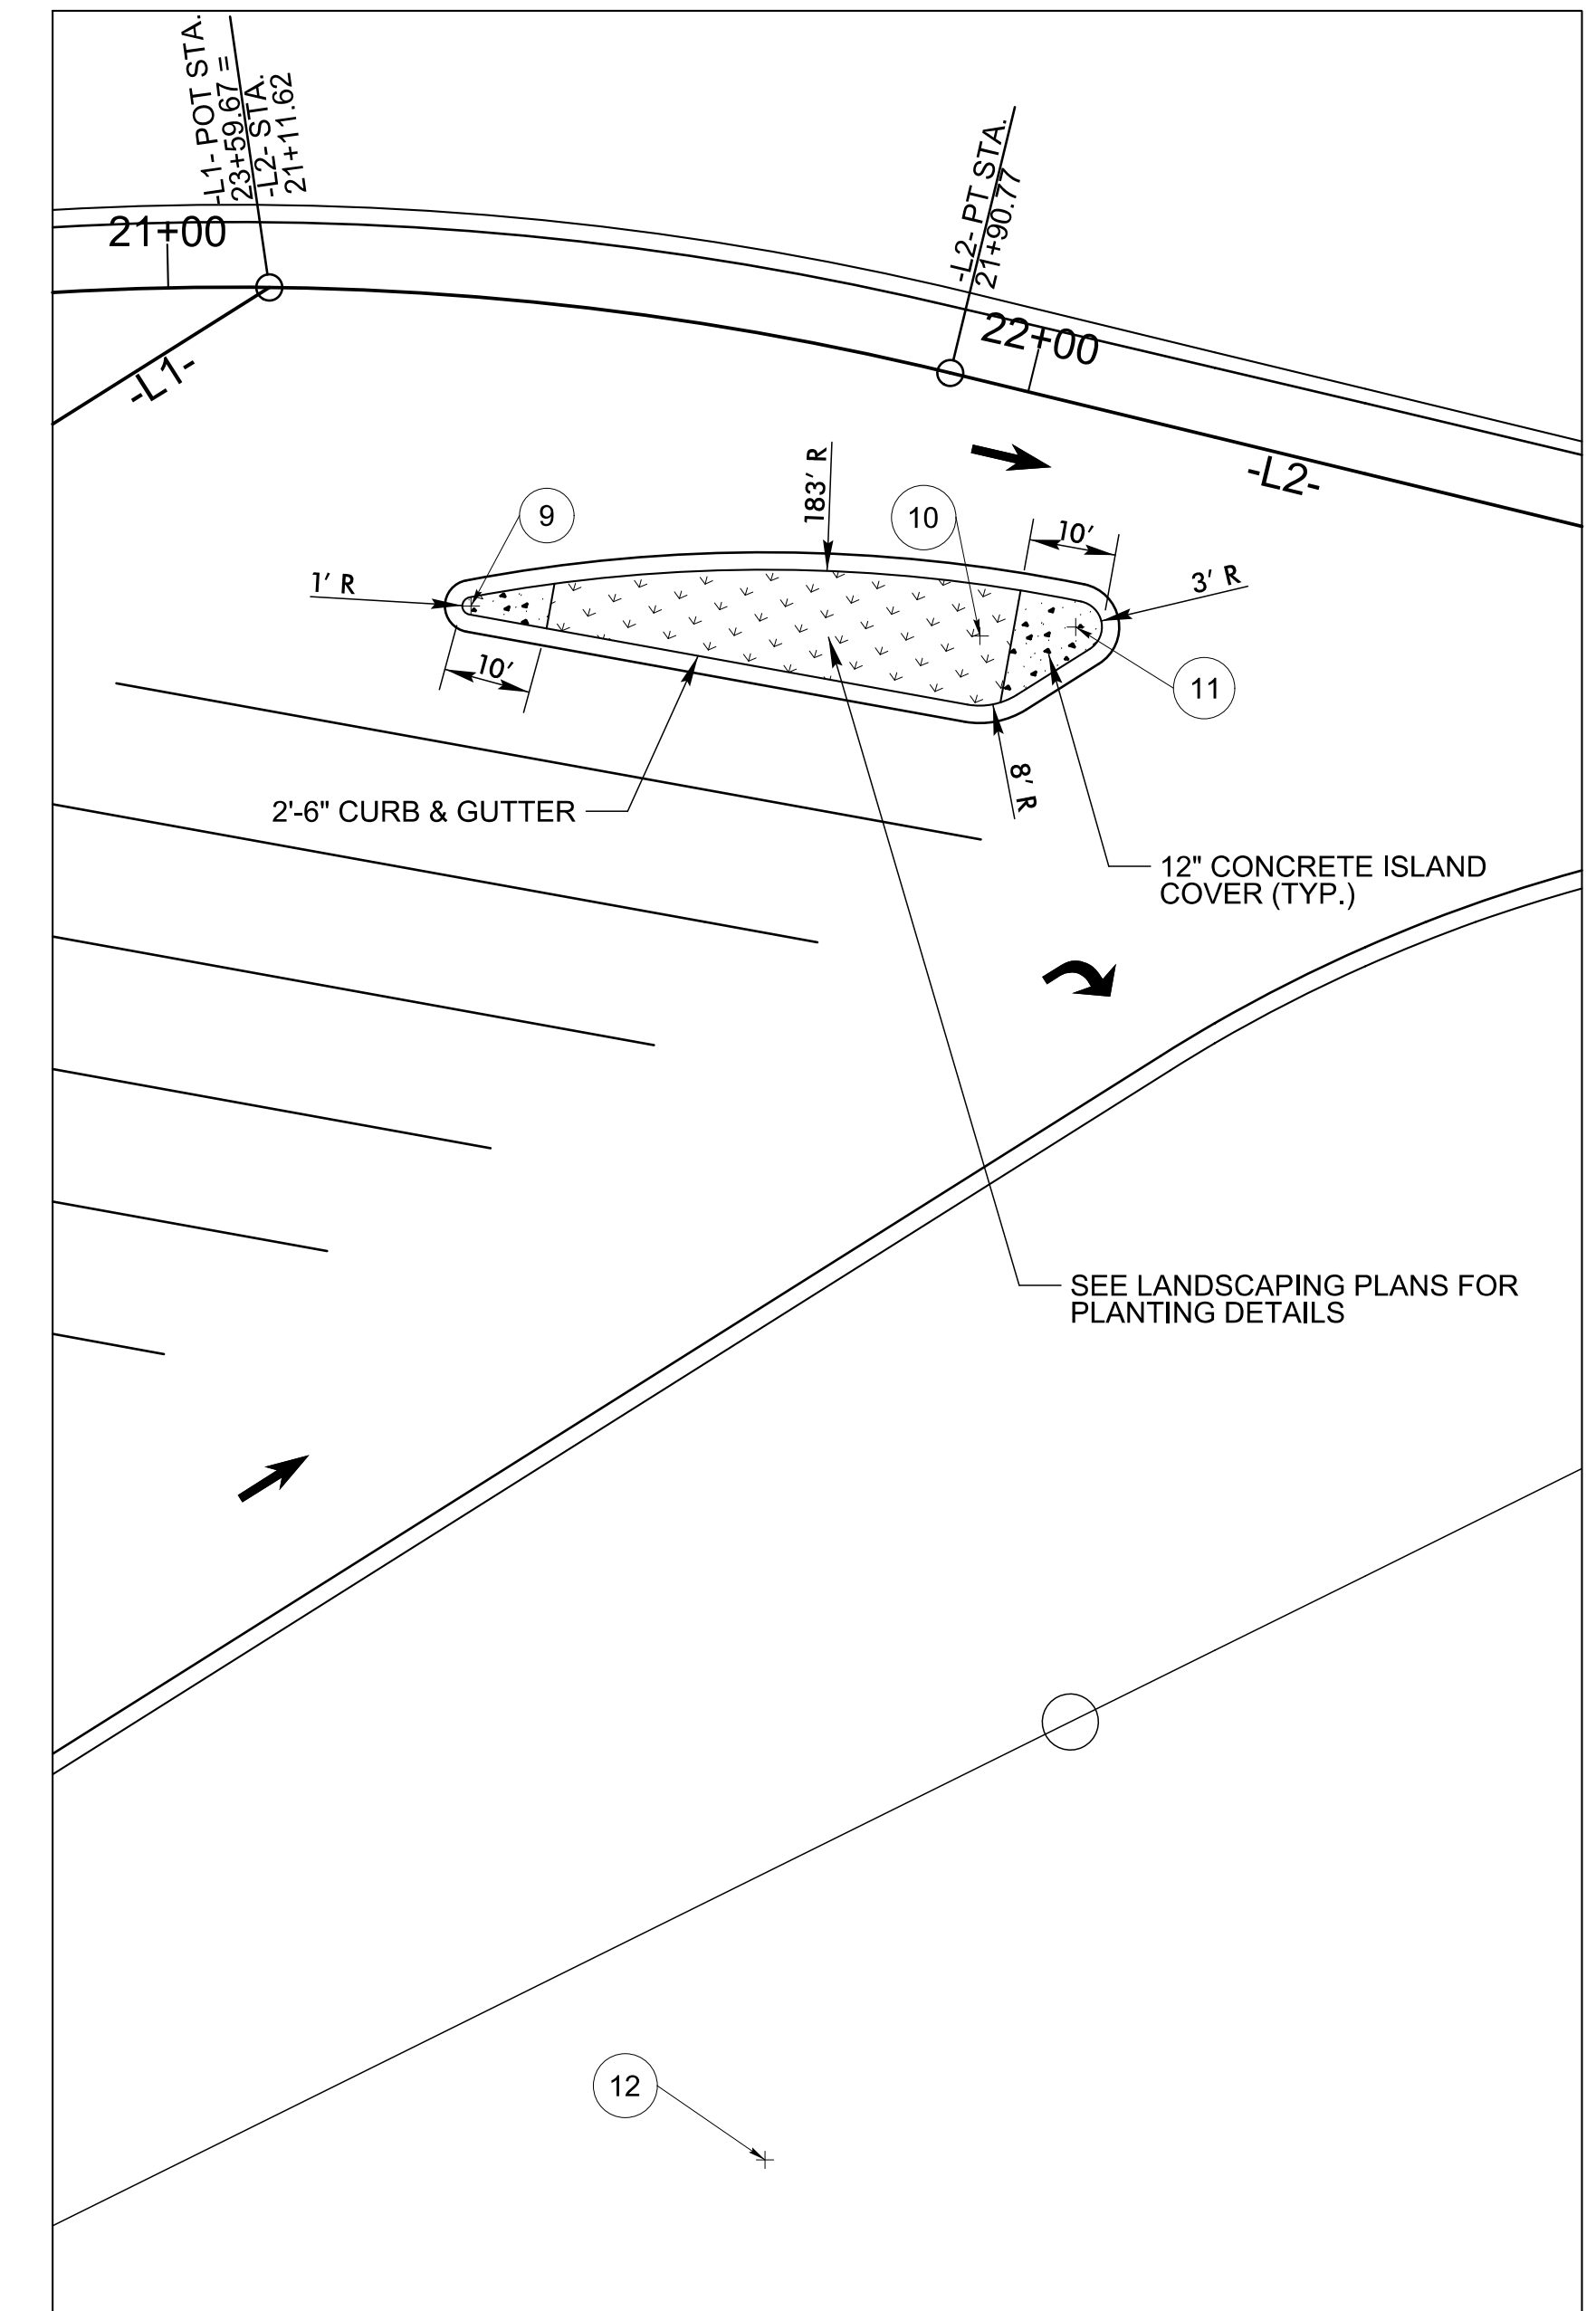 -L1- POT STA.
23+59.67 =
-L2- STA.
21+11.62
21+00
-L2- PT STA.
21+90.77
22+00
-L1-
-L2-
183' R
9
10
10'
1' R
3' R
10'
11
8' R
2'-6" CURB & GUTTER
12" CONCRETE ISLAND
COVER (TYP.)
SEE LANDSCAPING PLANS FOR
PLANTING DETAILS
12